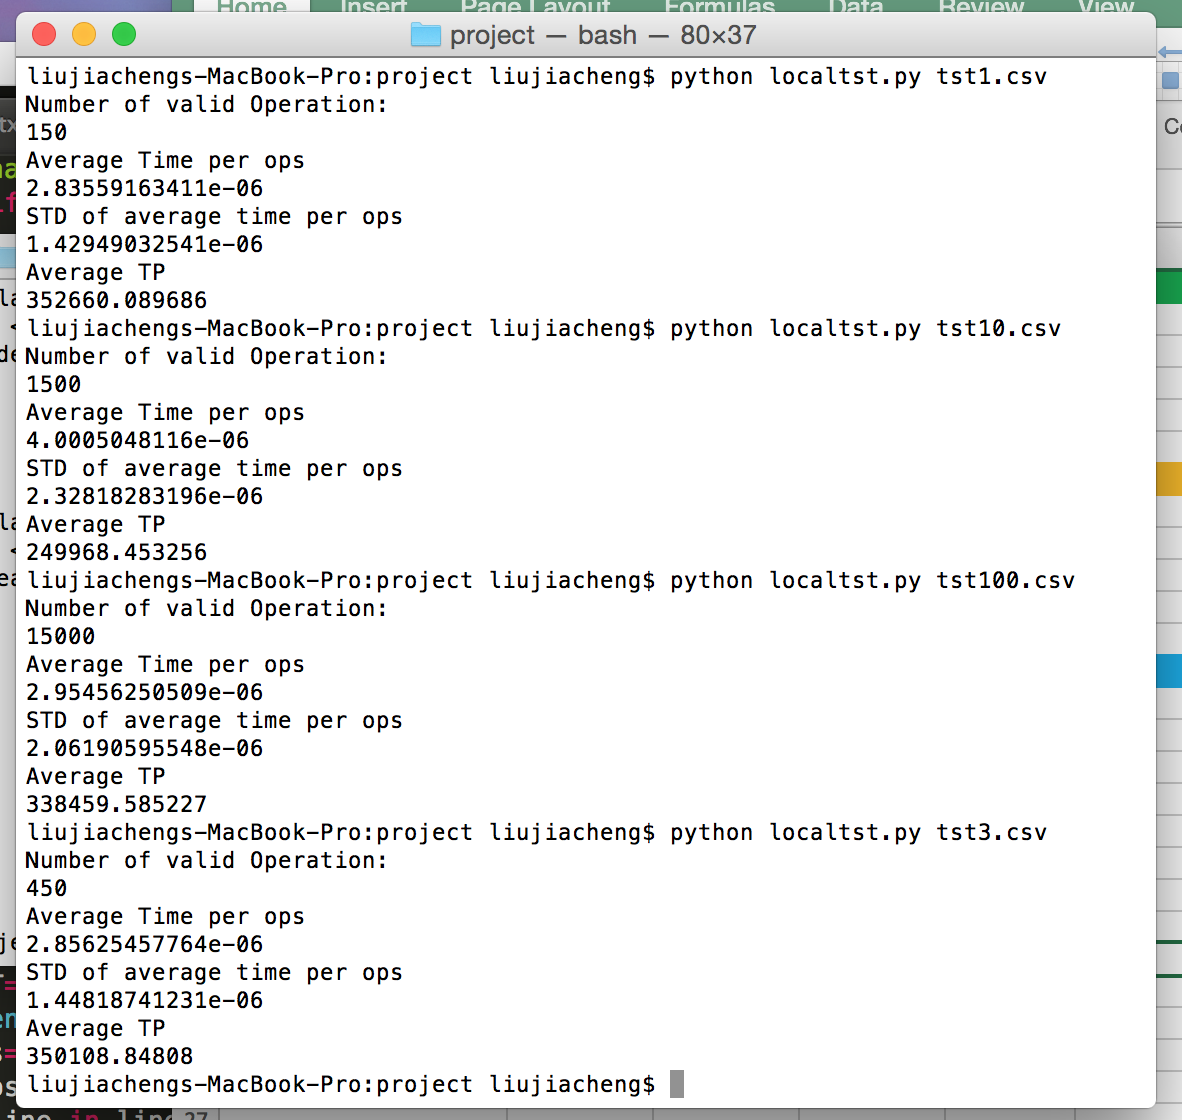 Home Insert Page Layout Formulas Data Review View
project — bash — 80×37
liujiachengs-MacBook-Pro:project liujiacheng$ python localtst.py tst1.csv
Number of valid Operation:
150
Average Time per ops
2.83559163411e-06
STD of average time per ops
1.42949032541e-06
Average TP
352660.089686
liujiachengs-MacBook-Pro:project liujiacheng$ python localtst.py tst10.csv
Number of valid Operation:
1500
Average Time per ops
4.0005048116e-06
STD of average time per ops
2.32818283196e-06
Average TP
249968.453256
liujiachengs-MacBook-Pro:project liujiacheng$ python localtst.py tst100.csv
Number of valid Operation:
15000
Average Time per ops
2.95456250509e-06
STD of average time per ops
2.06190595548e-06
Average TP
338459.585227
liujiachengs-MacBook-Pro:project liujiacheng$ python localtst.py tst3.csv
Number of valid Operation:
450
Average Time per ops
2.85625457764e-06
STD of average time per ops
1.44818741231e-06
Average TP
350108.84808
liujiachengs-MacBook-Pro:project liujiacheng$
27